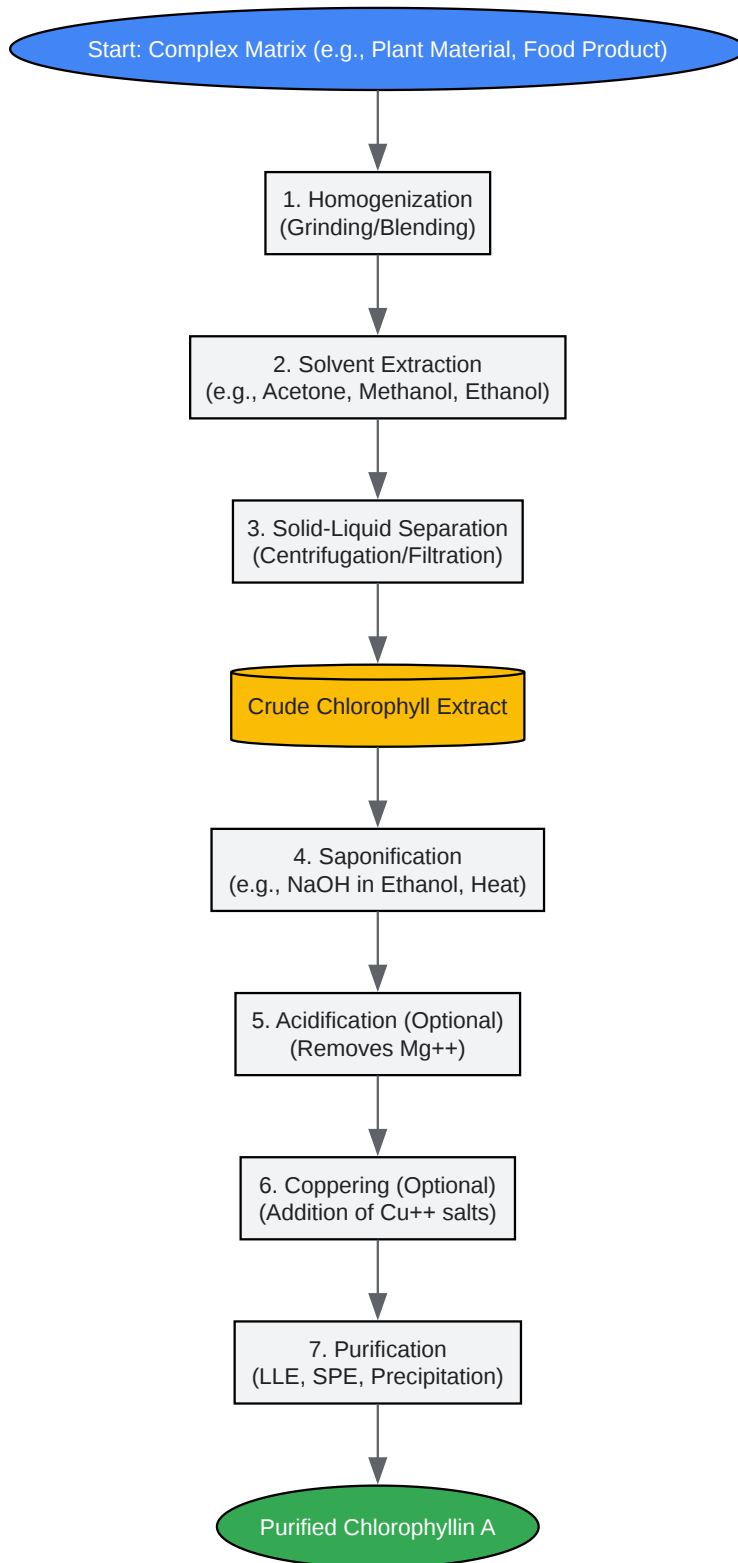 Start: Complex Matrix (e.g., Plant Material, Food Product)
1. Homogenization
(Grinding/Blending)
2. Solvent Extraction
(e.g., Acetone, Methanol, Ethanol)
3. Solid-Liquid Separation
(Centrifugation/Filtration)
Crude Chlorophyll Extract
4. Saponification
(e.g., NaOH in Ethanol, Heat)
5. Acidification (Optional)
(Removes Mg++)
6. Coppering (Optional)
(Addition of Cu++ salts)
7. Purification
(LLE, SPE, Precipitation)
Purified Chlorophyllin A